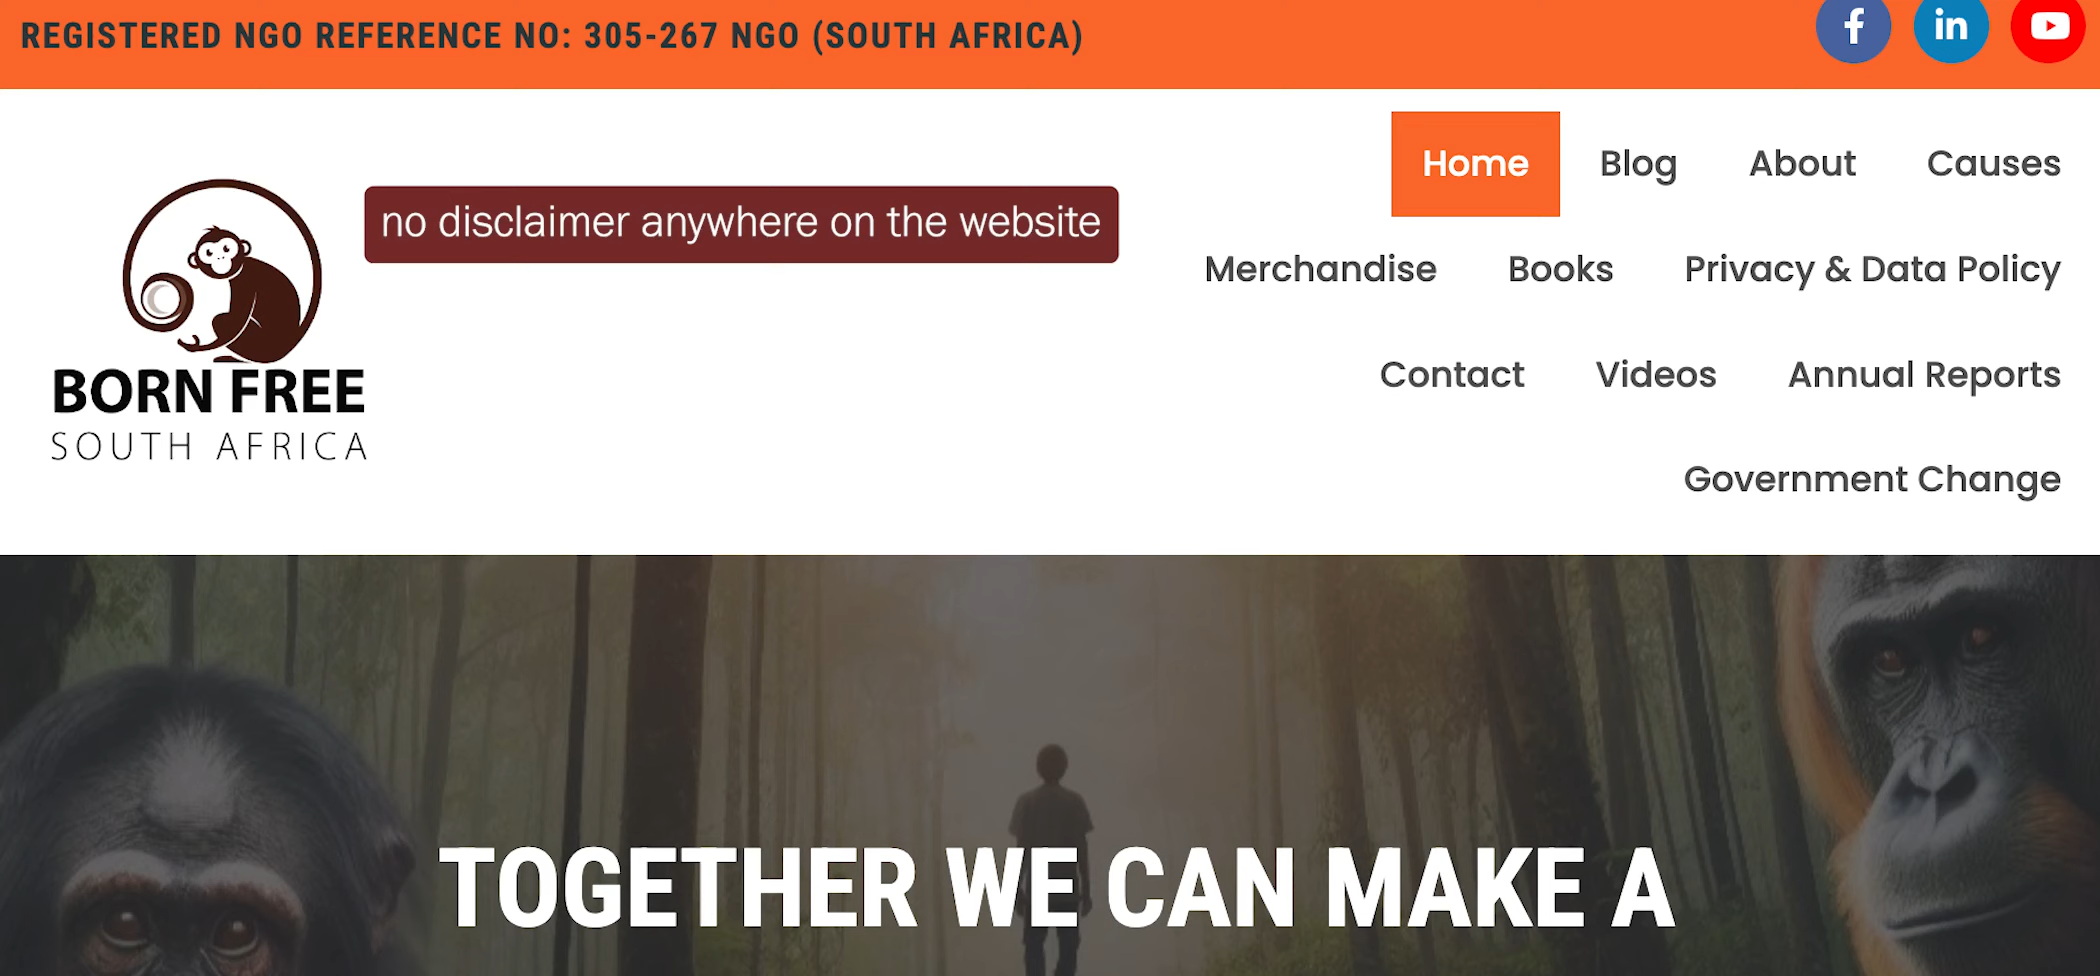 REGISTERED NGO REFERENCE NO: 305-267 NGO (SOUTH AFRICA)
Home Blog About Causes
no disclaimer anywhere on the website
Merchandise Books Privacy & Data Policy
BORN FREE
SOUTH AFRICA
Contact Videos Annual Reports
Government Change
TOGETHER WE CAN MAKE A